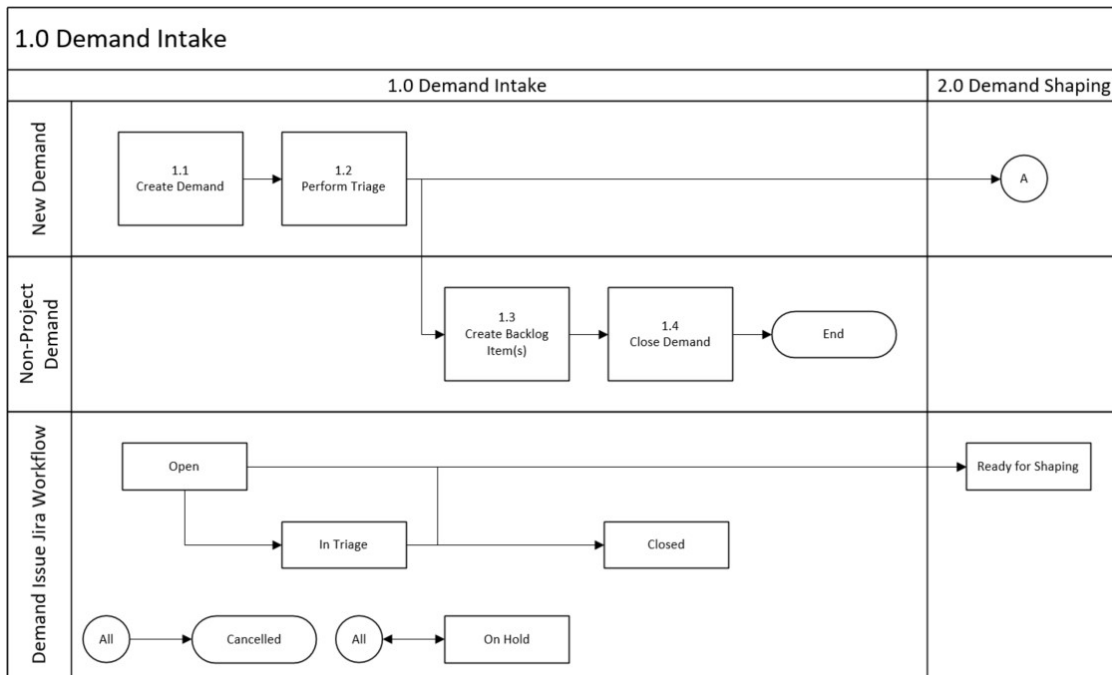 1.0 Demand Intake
1.0 Demand Intake
2.0 Demand Shaping
New Demand
1.1
Create Demand
1.2
Perform Triage
A
Non-Project
Demand
1.3
Create Backlog
Item(s)
1.4
Close Demand
End
Demand Issue Jira Workflow
Open
Ready for Shaping
In Triage
Closed
All
Cancelled
All
On Hold